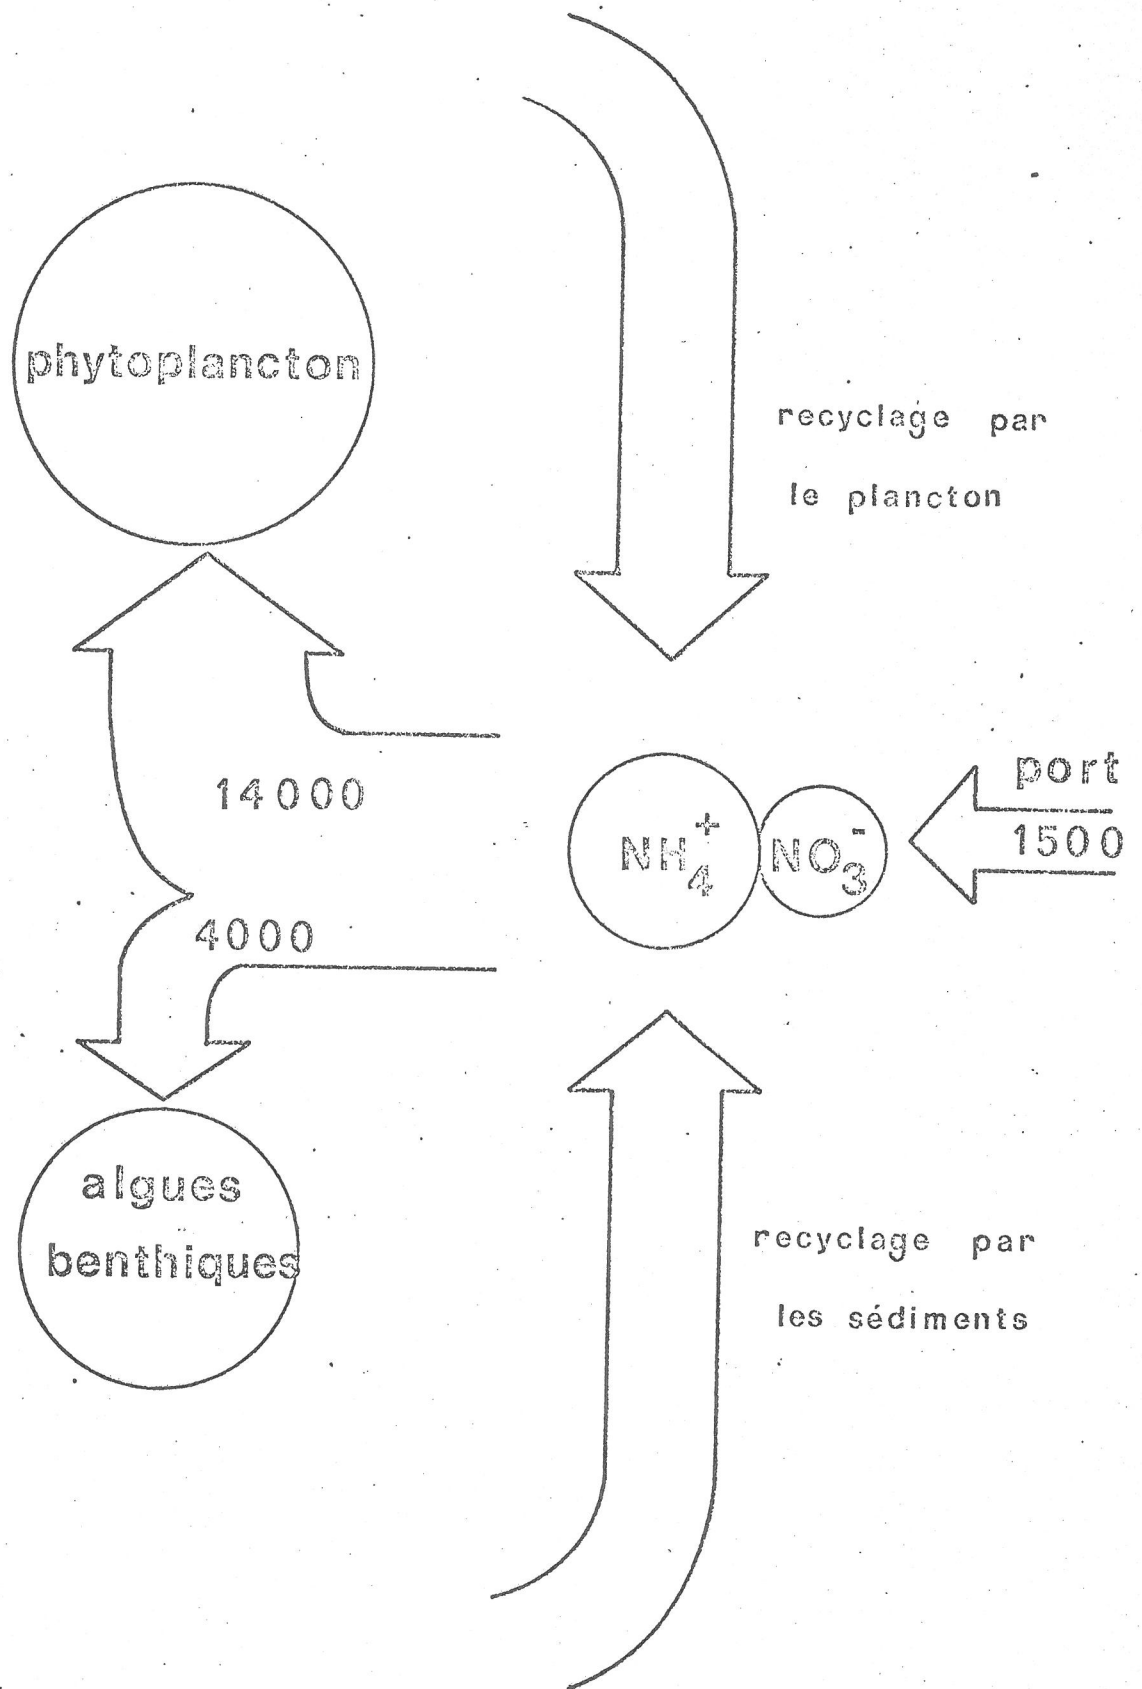 phytoplancton
recyclage par
le plancton
14000
port
1500
NH4+
NO3-
4000
algues
benthiques
recyclage par
les sédiments